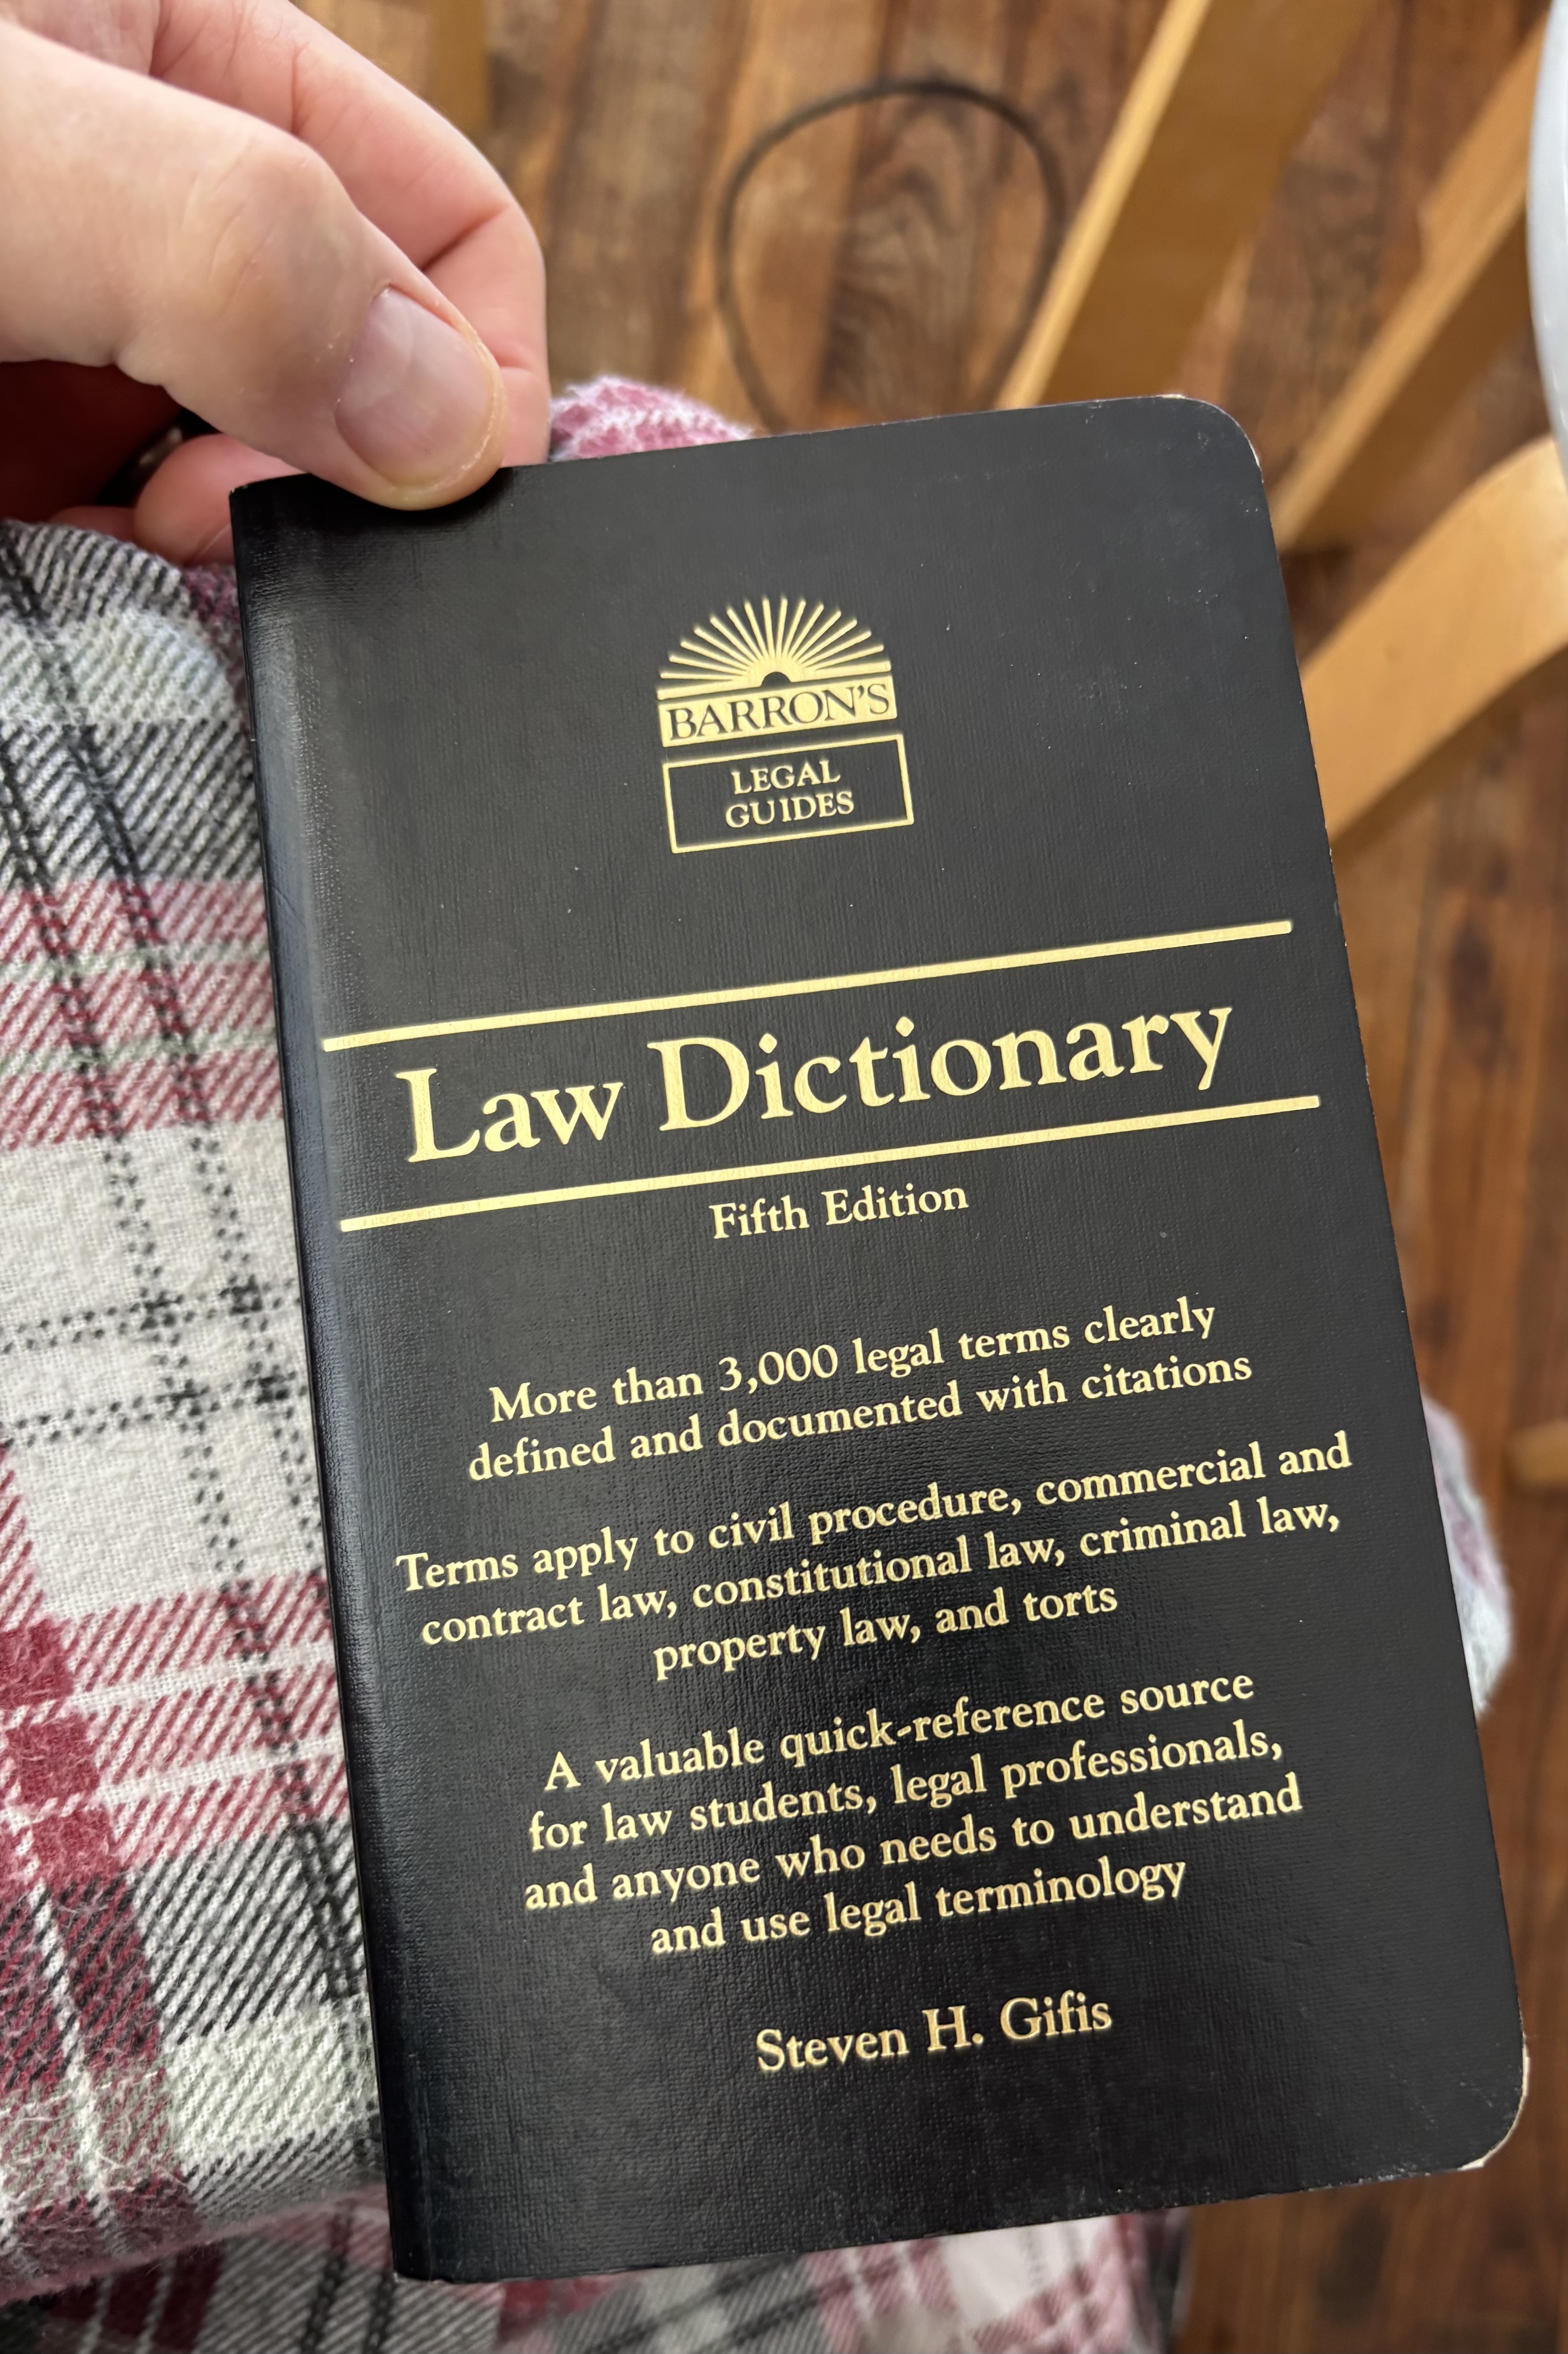 BARRON'S
LEGAL
GUIDES
Law Dictionary
Fifth Edition
More than 3,000 legal terms clearly
defined and documented with citations
Terms apply to civil procedure, commercial and
contract law, constitutional law, criminal law,
property law, and torts
A valuable quick-reference source
for law students, legal professionals,
and anyone who needs to understand
and use legal terminology
Steven H. Gifis